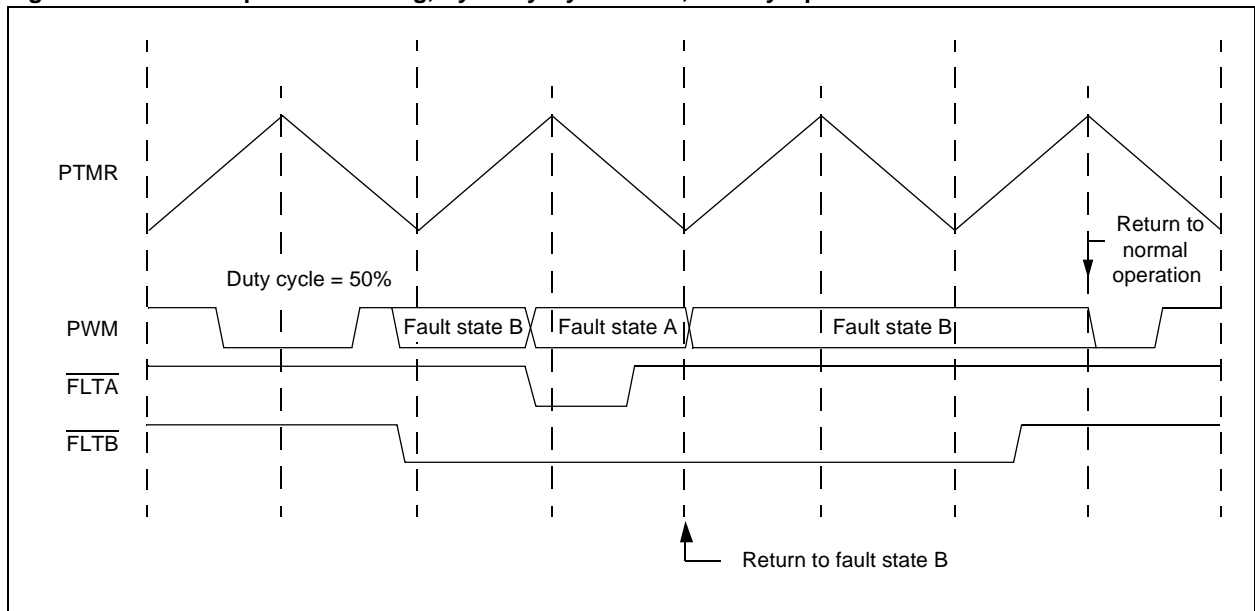 PTMR
Return to
normal
operation
Duty cycle = 50%
PWM
Fault state B
Fault state A
Fault state B
FLTA
FLTB
Return to fault state B